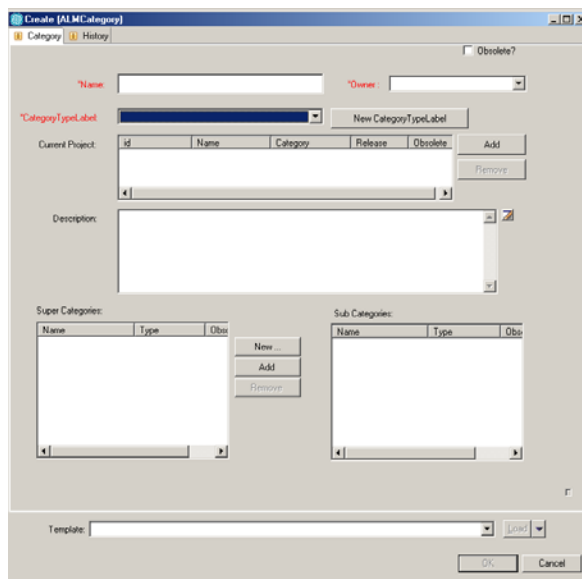 Create (ALMCategory)
Category History
Obsolete?
*Name: *Owner:
*CategoryTypeLabel: New CategoryTypeLabel
Current Project: id Name Category Release Obsolete Add
Remove
Description:
Super Categories: Sub Categories:
Name Type Obs Name Type Obs
New ...
Add
Remove
Template: Load
OK Cancel